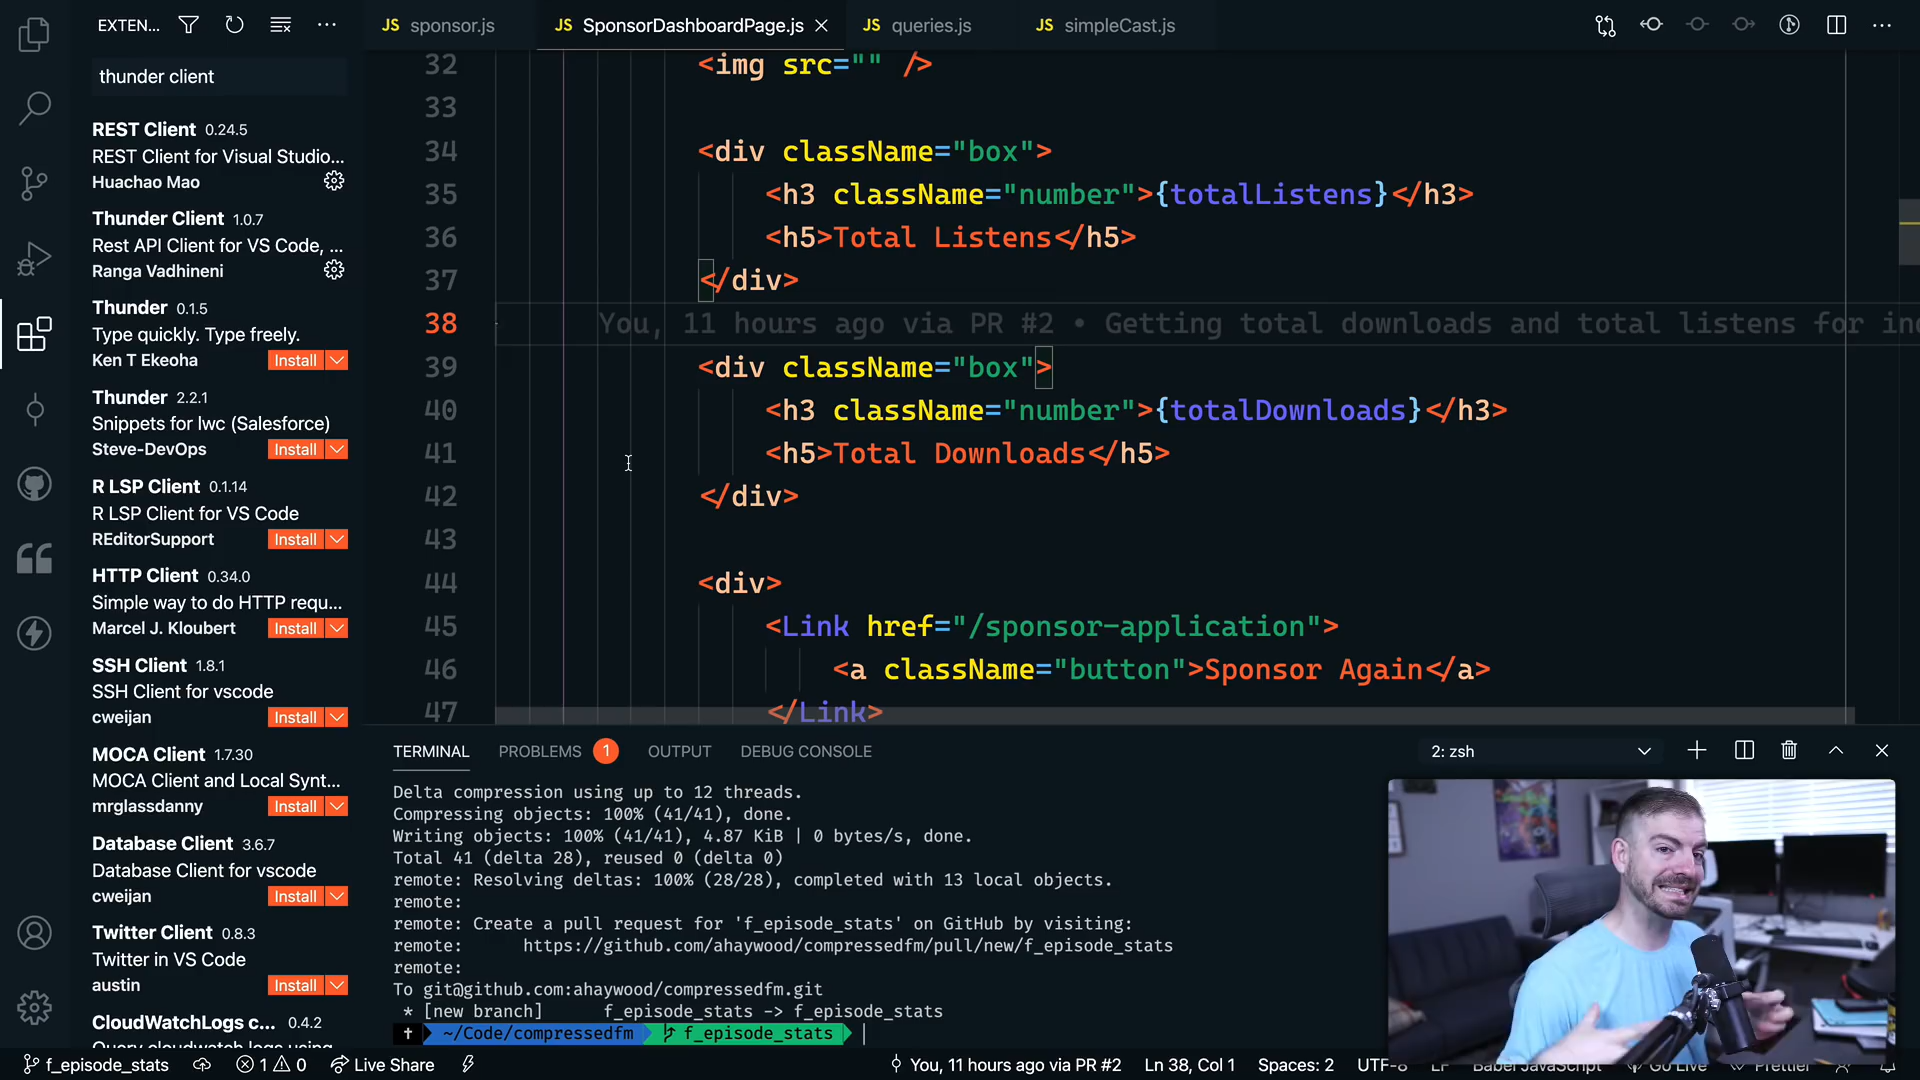 EXTEN...
JS sponsor.js
JS SponsorDashboardPage.js
JS queries.js
JS simpleCast.js
thunder client
REST Client 0.24.5
REST Client for Visual Studio...
Huachao Mao
Thunder Client 1.0.7
Rest API Client for VS Code, ...
Ranga Vadhineni
Thunder 0.1.5
Type quickly. Type freely.
Ken T Ekeoha Install
Thunder 2.2.1
Snippets for lwc (Salesforce)
Steve-DevOps Install
R LSP Client 0.1.14
R LSP Client for VS Code
REditorSupport Install
HTTP Client 0.34.0
Simple way to do HTTP requ...
Marcel J. Kloubert Install
SSH Client 1.8.1
SSH Client for vscode
cweijan Install
MOCA Client 1.7.30
MOCA Client and Local Synt...
mrglassdanny Install
Database Client 3.6.7
Database Client for vscode
cweijan Install
Twitter Client 0.8.3
Twitter in VS Code
austin Install
CloudWatchLogs c... 0.4.2
Query cloudwatch logs using
32 <img src="" />
33
34 <div className="box">
35 <h3 className="number">{totalListens}</h3>
36 <h5>Total Listens</h5>
37 </div>
38 You, 11 hours ago via PR #2 • Getting total downloads and total listens for in
39 <div className="box">
40 <h3 className="number">{totalDownloads}</h3>
41 <h5>Total Downloads</h5>
42 </div>
43
44 <div>
45 <Link href="/sponsor-application">
46 <a className="button">Sponsor Again</a>
47 </Link>
TERMINAL PROBLEMS 1 OUTPUT DEBUG CONSOLE 2: zsh
Delta compression using up to 12 threads.
Compressing objects: 100% (41/41), done.
Writing objects: 100% (41/41), 4.87 KiB | 0 bytes/s, done.
Total 41 (delta 28), reused 0 (delta 0)
remote: Resolving deltas: 100% (28/28), completed with 13 local objects.
remote:
remote: Create a pull request for 'f_episode_stats' on GitHub by visiting:
remote: https://github.com/ahaywood/compressedfm/pull/new/f_episode_stats
remote:
To git@github.com:ahaywood/compressedfm.git
* [new branch] f_episode_stats -> f_episode_stats
~/Code/compressedfm f_episode_stats
f_episode_stats 1 0 Live Share You, 11 hours ago via PR #2 Ln 38, Col 1 Spaces: 2 UTF-8 LF Babel JavaScript Go Live Prettier